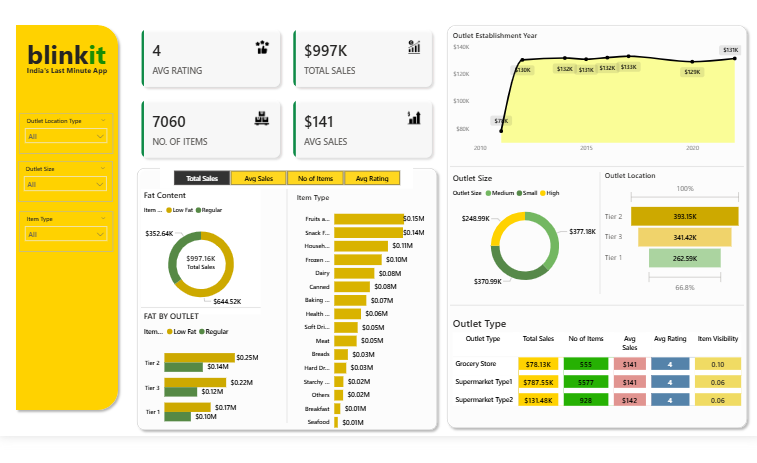 blinkit
India's Last Minute App
Outlet Location Type
All
Outlet Size
All
Item Type
All
4
AVG RATING
$997K
TOTAL SALES
7060
NO. OF ITEMS
$141
AVG SALES
Total Sales
Avg Sales
No of Items
Avg Rating
Fat Content
Item ... Low Fat Regular
$352.64K
$997.16K
Total Sales
$644.52K
FAT BY OUTLET
Item... Low Fat Regular
Tier 2
$0.25M
$0.14M
Tier 3
$0.22M
$0.12M
Tier 1
$0.17M
$0.10M
Item Type
Fruits a... $0.15M
Snack F... $0.14M
Househ... $0.11M
Frozen ... $0.10M
Dairy $0.08M
Canned $0.08M
Baking ... $0.07M
Health ... $0.06M
Soft Dri... $0.05M
Meat $0.05M
Breads $0.03M
Hard Dr... $0.03M
Starchy ... $0.02M
Others $0.02M
Breakfast $0.01M
Seafood $0.01M
Outlet Establishment Year
$140K
$120K
$100K
$80K
$130K
$132K
$131K
$132K
$133K
$129K
$131K
2010
2015
2020
Outlet Size
Outlet Size Medium Small High
$248.99K
$377.18K
$370.99K
Outlet Location
100%
Tier 2 393.15K
Tier 3 341.42K
Tier 1 262.59K
66.8%
Outlet Type
Outlet Type Total Sales No of Items Avg Sales Avg Rating Item Visibility
Grocery Store $78.13K 555 $141 4 0.10
Supermarket Type1 $787.55K 5577 $141 4 0.06
Supermarket Type2 $131.48K 928 $142 4 0.06